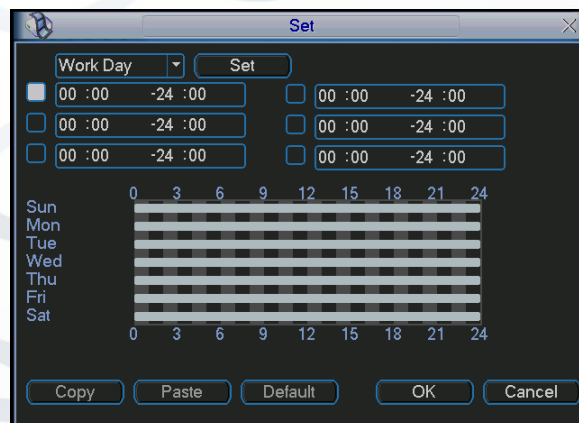 Set
Work Day Set
00 :00 -24 :00 00 :00 -24 :00
00 :00 -24 :00 00 :00 -24 :00
00 :00 -24 :00 00 :00 -24 :00
0 3 6 9 12 15 18 21 24
Sun
Mon
Tue
Wed
Thu
Fri
Sat
0 3 6 9 12 15 18 21 24
Copy Paste Default OK Cancel